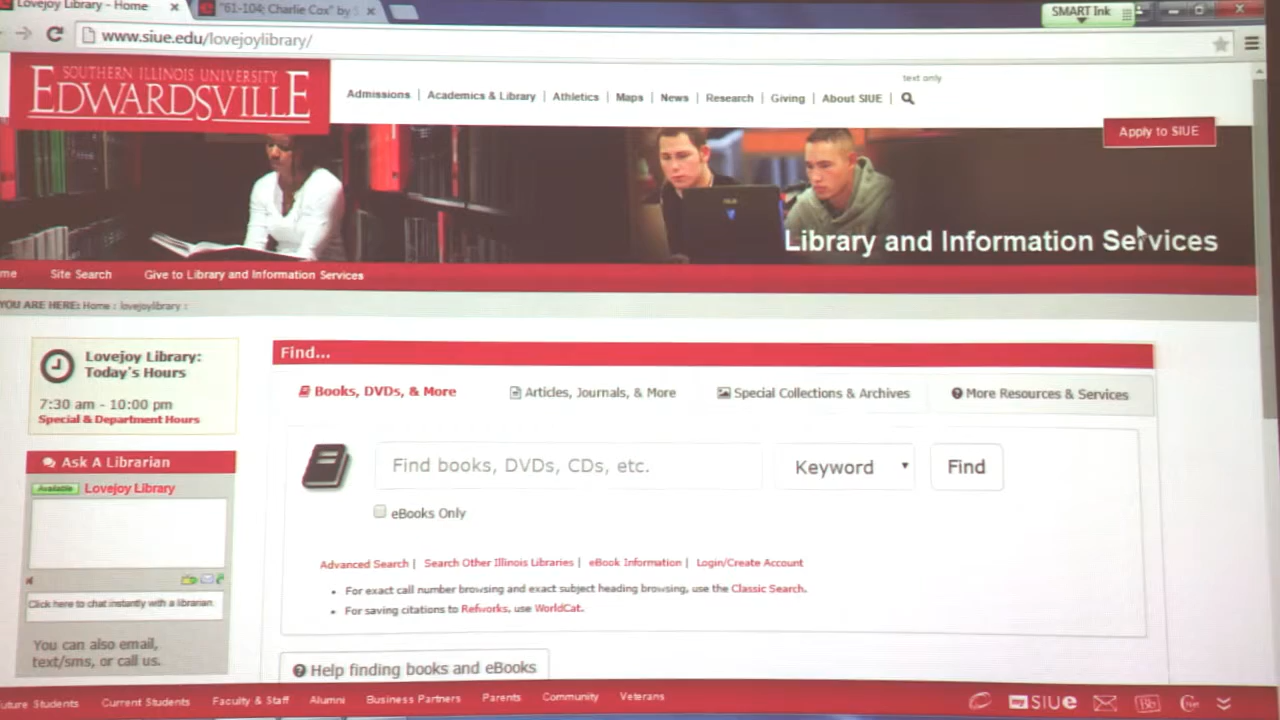 Lovejoy Library - Home
"61-104: Charlie Cox" by
SMART Ink
www.siue.edu/lovejoylibrary/
text only
SOUTHERN ILLINOIS UNIVERSITY
EDWARDSVILLE
Admissions | Academics & Library | Athletics | Maps | News | Research | Giving | About SIUE |
Apply to SIUE
Library and Information Services
me Site Search Give to Library and Information Services
YOU ARE HERE: Home : lovejoylibrary :
Lovejoy Library:
Today's Hours
7:30 am - 10:00 pm
Special & Department Hours
Find...
Books, DVDs, & More Articles, Journals, & More Special Collections & Archives More Resources & Services
Find books, DVDs, CDs, etc. Keyword Find
eBooks Only
Advanced Search | Search Other Illinois Libraries | eBook Information | Login/Create Account
• For exact call number browsing and exact subject heading browsing, use the Classic Search.
• For saving citations to Refworks, use WorldCat.
Help finding books and eBooks
Ask A Librarian
Available Lovejoy Library
Click here to chat instantly with a librarian.
You can also email,
text/sms, or call us.
uture Students Current Students Faculty & Staff Alumni Business Partners Parents Community Veterans
my SIUe Bb